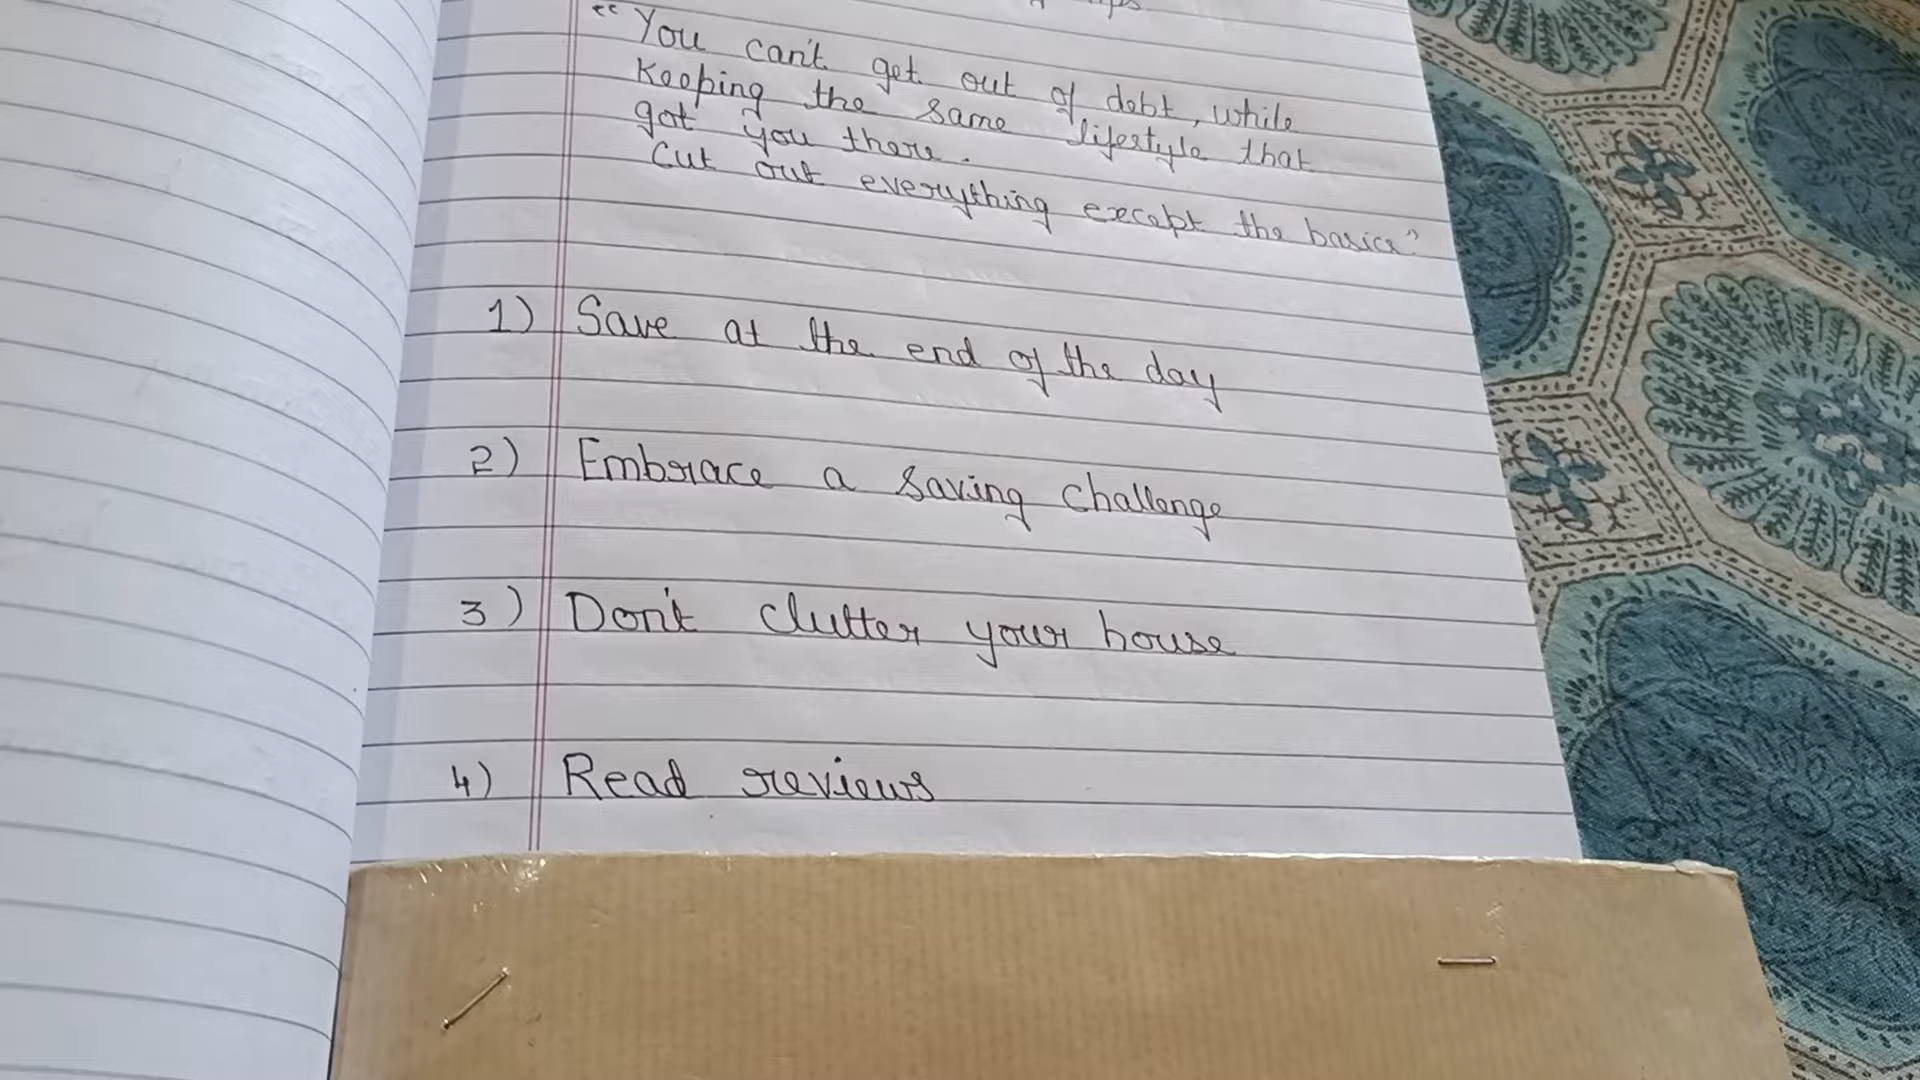 “You can't get out of debt, while
Keeping the same lifestyle that
got you there.
Cut out everything except the basics”
1) Save at the end of the day
2) Embrace a saving challenge
3) Don't clutter your house
4) Read reviews